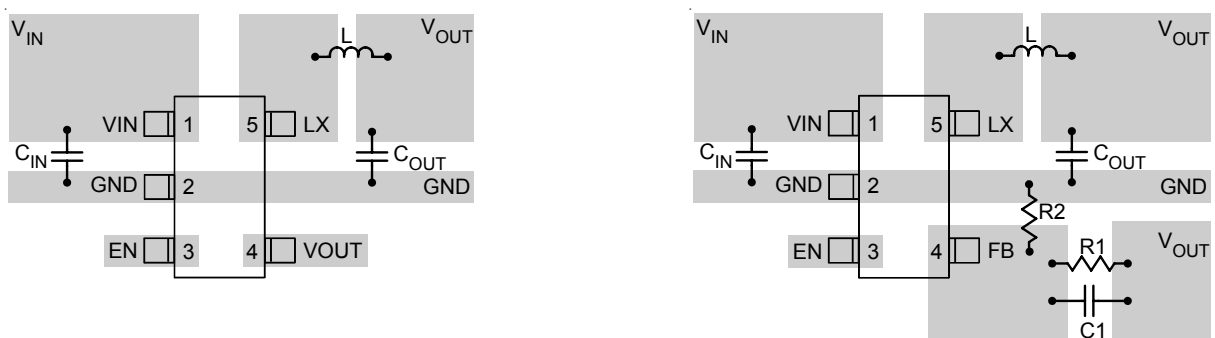 VIN L VOUT
VIN 1 5 LX
CIN COUT
GND 2 GND
EN 3 4 VOUT
VIN L VOUT
VIN 1 5 LX
CIN COUT
GND 2 GND
R2
EN 3 4 FB R1 VOUT
C1